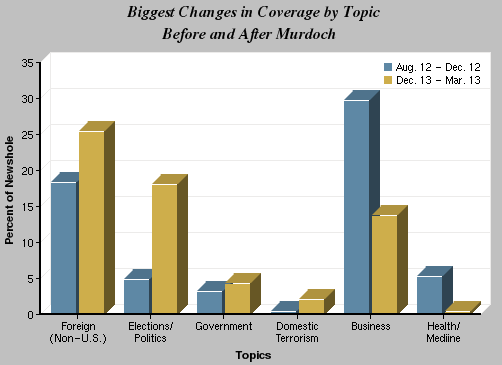 Biggest Changes in Coverage by Topic
Before and After Murdoch
Aug. 12 - Dec. 12
Dec. 13 - Mar. 13
Percent of Newshole
35
30
25
20
15
10
5
0
Foreign
(Non-U.S.)
Elections/
Politics
Government
Domestic
Terrorism
Business
Health/
Mediine
Topics